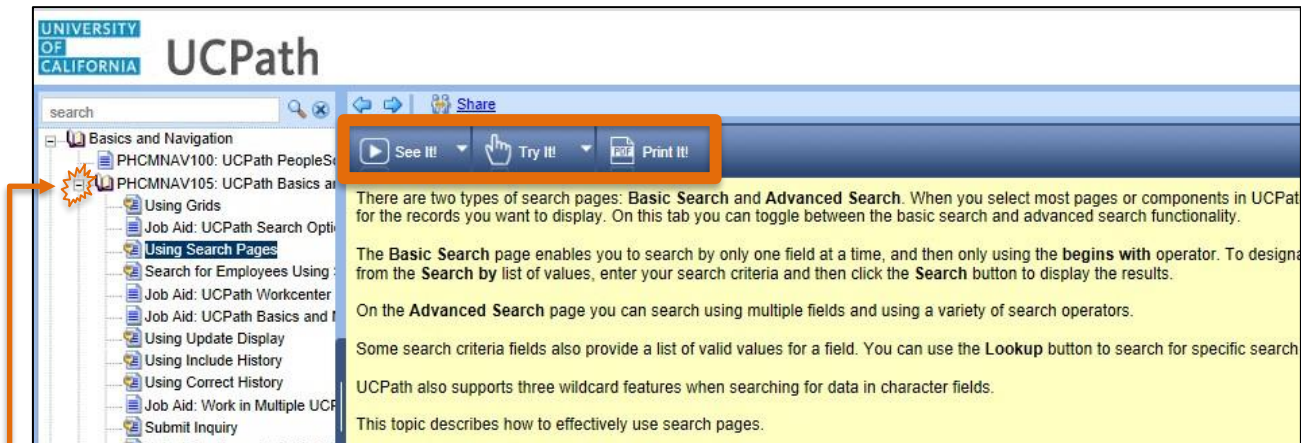 UNIVERSITY
OF
CALIFORNIA
UCPath
search
Share
Basics and Navigation
PHCMNAV100: UCPath PeopleSo
PHCMNAV105: UCPath Basics an
Using Grids
Job Aid: UCPath Search Optio
Using Search Pages
Search for Employees Using
Job Aid: UCPath Workcenter
Job Aid: UCPath Basics and
Using Update Display
Using Include History
Using Correct History
Job Aid: Work in Multiple UCP
Submit Inquiry
See It!
Try It!
PDF
Print It!
There are two types of search pages: Basic Search and Advanced Search. When you select most pages or components in UCPat
for the records you want to display. On this tab you can toggle between the basic search and advanced search functionality.
The Basic Search page enables you to search by only one field at a time, and then only using the begins with operator. To designa
from the Search by list of values, enter your search criteria and then click the Search button to display the results.
On the Advanced Search page you can search using multiple fields and using a variety of search operators.
Some search criteria fields also provide a list of valid values for a field. You can use the Lookup button to search for specific search
UCPath also supports three wildcard features when searching for data in character fields.
This topic describes how to effectively use search pages.